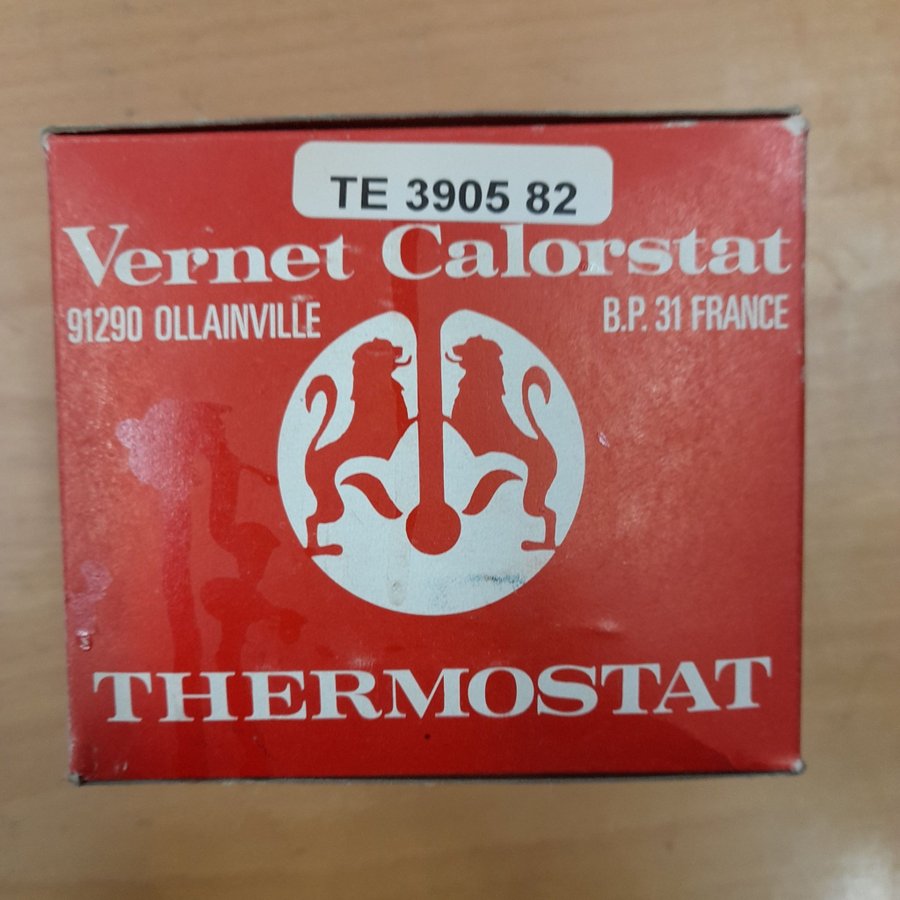 TE 3905 82
Vernet Calorstat
91290 OLLAINVILLE B.P. 31 FRANCE
THERMOSTAT